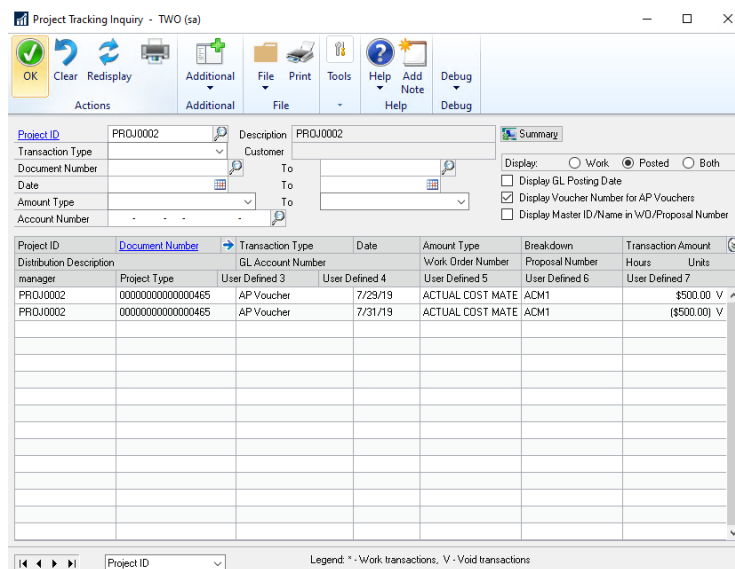 Project Tracking Inquiry - TWO (sa)
OK Clear Redisplay Additional File Print Tools Help Add Note Debug
Actions Additional File Help Debug
Project ID PROJ0002 Description PROJ0002 Summary
Transaction Type Customer
Document Number To Display: Work Posted Both
Date To Display GL Posting Date
Amount Type To Display Voucher Number for AP Vouchers
Account Number - - - Display Master ID/Name in WO/Proposal Number
Project ID Document Number Transaction Type Date Amount Type Breakdown Transaction Amount
Distribution Description GL Account Number Work Order Number Proposal Number Hours Units
manager Project Type User Defined 3 User Defined 4 User Defined 5 User Defined 6 User Defined 7
PROJ0002 00000000000000465 AP Voucher 7/29/19 ACTUAL COST MATE ACM1 $500.00 V
PROJ0002 00000000000000465 AP Voucher 7/31/19 ACTUAL COST MATE ACM1 ($500.00) V
Project ID Legend: * - Work transactions, V - Void transactions